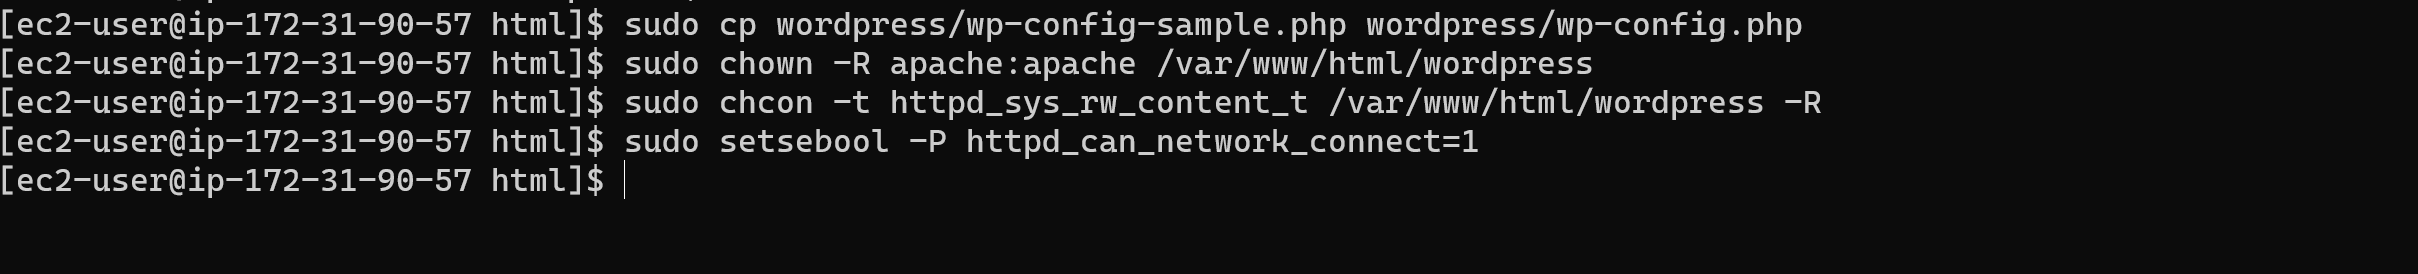 [ec2-user@ip-172-31-90-57 html]$ sudo cp wordpress/wp-config-sample.php wordpress/wp-config.php
[ec2-user@ip-172-31-90-57 html]$ sudo chown -R apache:apache /var/www/html/wordpress
[ec2-user@ip-172-31-90-57 html]$ sudo chcon -t httpd_sys_rw_content_t /var/www/html/wordpress -R
[ec2-user@ip-172-31-90-57 html]$ sudo setsebool -P httpd_can_network_connect=1
[ec2-user@ip-172-31-90-57 html]$